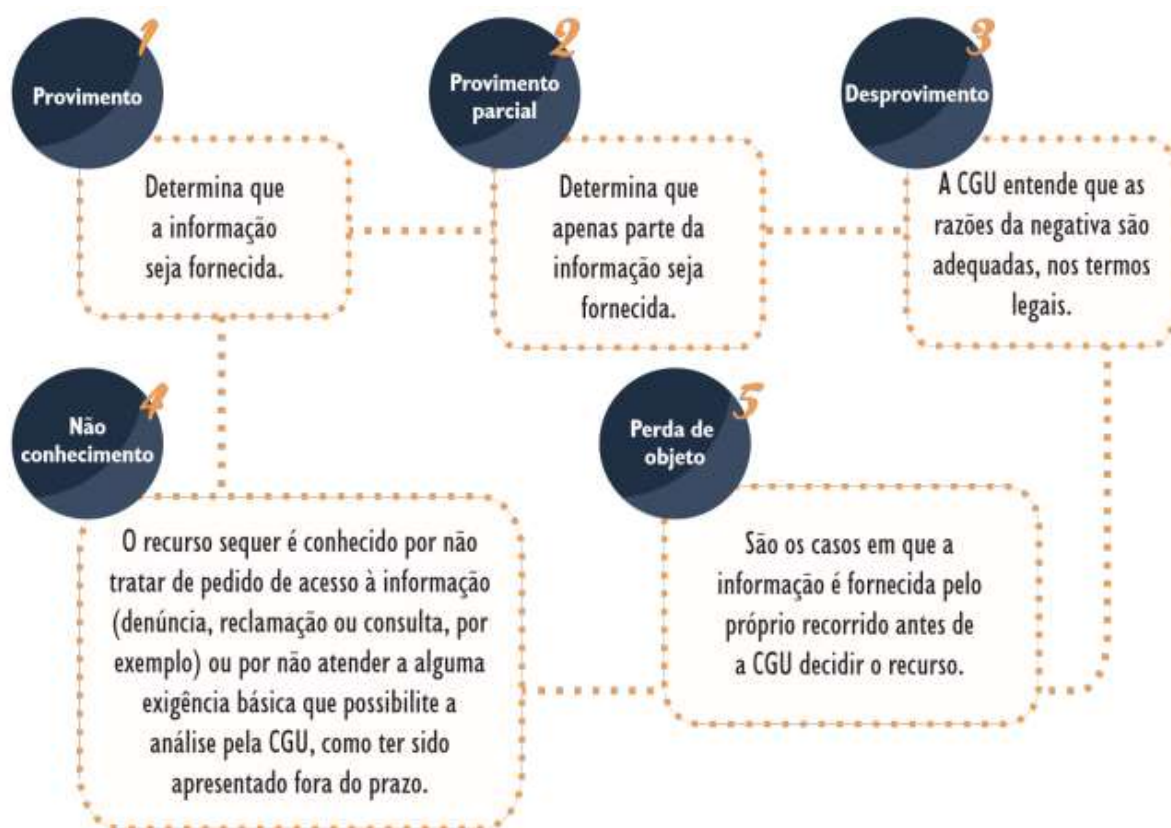 1
Provimento
Determina que
a informação
seja fornecida.
2
Provimento
parcial
Determina que
apenas parte da
informação seja
fornecida.
3
Desprovimento
A CGU entende que as
razões da negativa são
adequadas, nos termos
legais.
4
Não
conhecimento
O recurso sequer é conhecido por não
tratar de pedido de acesso à informação
(denúncia, reclamação ou consulta, por
exemplo) ou por não atender a alguma
exigência básica que possibilite a
análise pela CGU, como ter sido
apresentado fora do prazo.
5
Perda de
objeto
São os casos em que a
informação é fornecida pelo
próprio recorrido antes de
a CGU decidir o recurso.